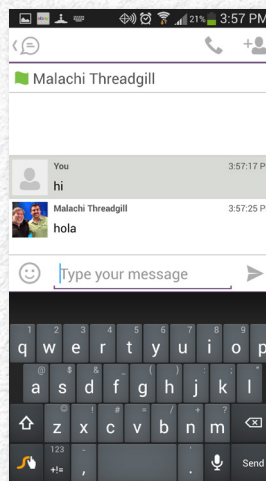 21% 3:57 PM
Malachi Threadgill
You 3:57:17 P
hi
Malachi Threadgill 3:57:25 P
hola
Type your message
1 2 3 4 5 6 7 8 9 0
q w e r t y u i o p
@ $ & _ ( ) : ; "
a s d f g h j k l
© ! # = / + ?
z x c v b n m
123
+!= , . Send